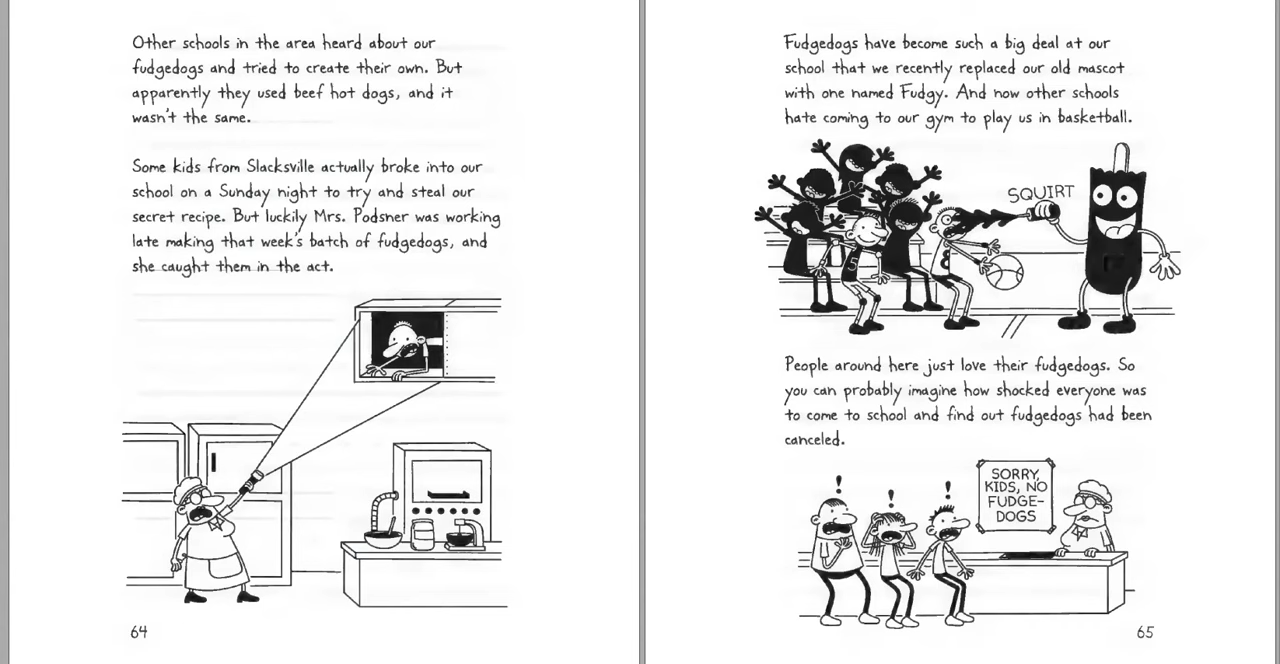 Other schools in the area heard about our
fudgedogs and tried to create their own. But
apparently they used beef hot dogs, and it
wasn't the same.
Some kids from Slacksville actually broke into our
school on a Sunday night to try and steal our
secret recipe. But luckily Mrs. Podsner was working
late making that week's batch of fudgedogs, and
she caught them in the act.
64
Fudgedogs have become such a big deal at our
school that we recently replaced our old mascot
with one named Fudgy. And now other schools
hate coming to our gym to play us in basketball.
SQUIRT
5
8
People around here just love their fudgedogs. So
you can probably imagine how shocked everyone was
to come to school and find out fudgedogs had been
canceled.
!
!
!
SORRY,
KIDS, NO
FUDGE-
DOGS
65